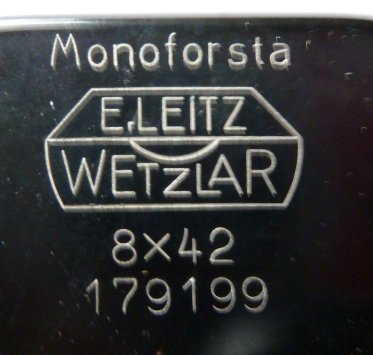 Monoforsta
E.LEITZ
WETZLAR
8×42
179199